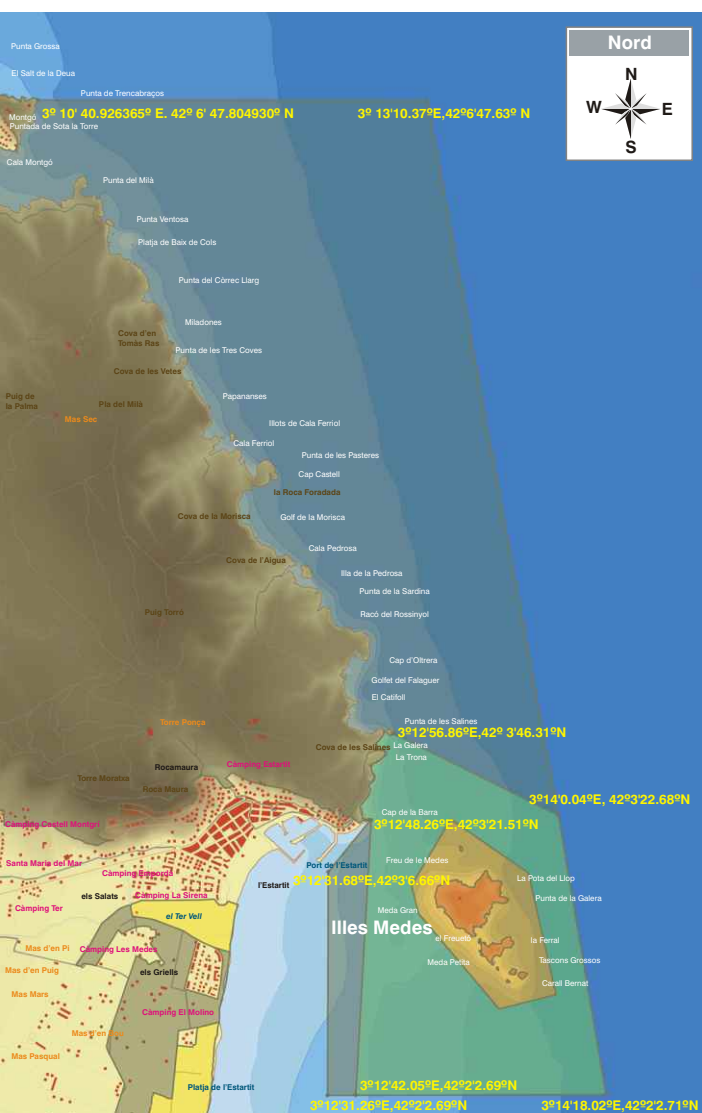 Punta Grossa
Nord
El Salt de la Deua
N
W
E
S
Punta de Trencabraços
Montgó
3º 10' 40.926365º E. 42º 6' 47.804930º N
3º 13'10.37ºE,42º6'47.63º N
Puntada de Sota la Torre
Cala Montgó
Punta del Milà
Punta Ventosa
Platja de Baix de Cols
Punta del Còrrec Llarg
Miladones
Cova d'en
Tomàs Ras
Punta de les Tres Coves
Cova de les Velles
Puig de
la Palma
Pla del Milà
Papananses
Mas Sec
Illots de Cala Ferriol
Cala Ferriol
Punta de les Pasteres
Cap Castell
la Roca Foradada
Cova de la Morisca
Golf de la Morisca
Cala Pedrosa
Cova de l'Aigua
Illa de la Pedrosa
Punta de la Sardina
Puig Torró
Racó del Rossinyol
Cap d'Oltrera
Golfet del Falaguer
El Catifoll
Torre Ponça
Punta de les Salines
3º12'56.86ºE,42º 3'46.31ºN
Cova de les Salines
La Galera
La Trona
Rocamaura
Càmping Estartit
Torre Moratxa
Roca Maura
3º14'0.04ºE, 42º3'22.68ºN
Cap de la Barra
Càmping Castell Montgrí
3º12'48.26ºE,42º3'21.51ºN
Santa Maria del Mar
Freu de le Medes
Port de l'Estartit
Càmping Empordà
3º12'31.68ºE,42º3'6.66ºN
La Pota del Llop
l'Estartit
els Salats
Càmping La Sirena
Punta de la Galera
Càmping Ter
el Ter Vell
Meda Gran
Illes Medes
el Freuetó
la Ferral
Mas d'en Pi
Càmping Les Medes
Meda Petita
Tascons Grossos
Mas d'en Puig
els Griells
Carall Bernat
Mas Mars
Càmping El Molino
Mas d'en
Mas Pasqual
Platja de l'Estartit
3º12'42.05ºE,42º2'2.69ºN
3º12'31.26ºE,42º2'2.69ºN
3º14'18.02ºE,42º2'2.71ºN